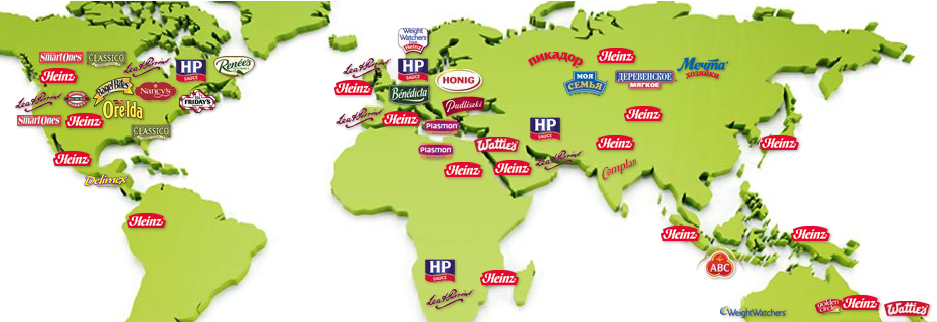 SmartOnes
CLASSICO
Lea & Perrins
HP
SAUCE
Renée's
Heinz
Lea & Perrins
Bagel Bites
Nancy's
FRIDAY'S
Ore Ida
SmartOnes
Heinz
CLASSICO
Heinz
Delimex
Heinz
Weight
Watchers
from
Heinz
Lea & Perrins
HP
SAUCE
HONIG
Heinz
Bénédicta
Pudliszki
Lea & Perrins
Heinz
PLASMON
PLASMON
Wattie's
Heinz
Heinz
HP
SAUCE
Lea & Perrins
HP
SAUCE
Lea & Perrins
Heinz
ПИКАДОР
Heinz
Мечта
хозяйки
МОЯ
СЕМЬЯ
ДЕРЕВЕНСКОЕ
МЯГКОЕ
Heinz
Heinz
Heinz
Complan
Heinz
Heinz
ABC
WeightWatchers
golden
circle
Heinz
Wattie's